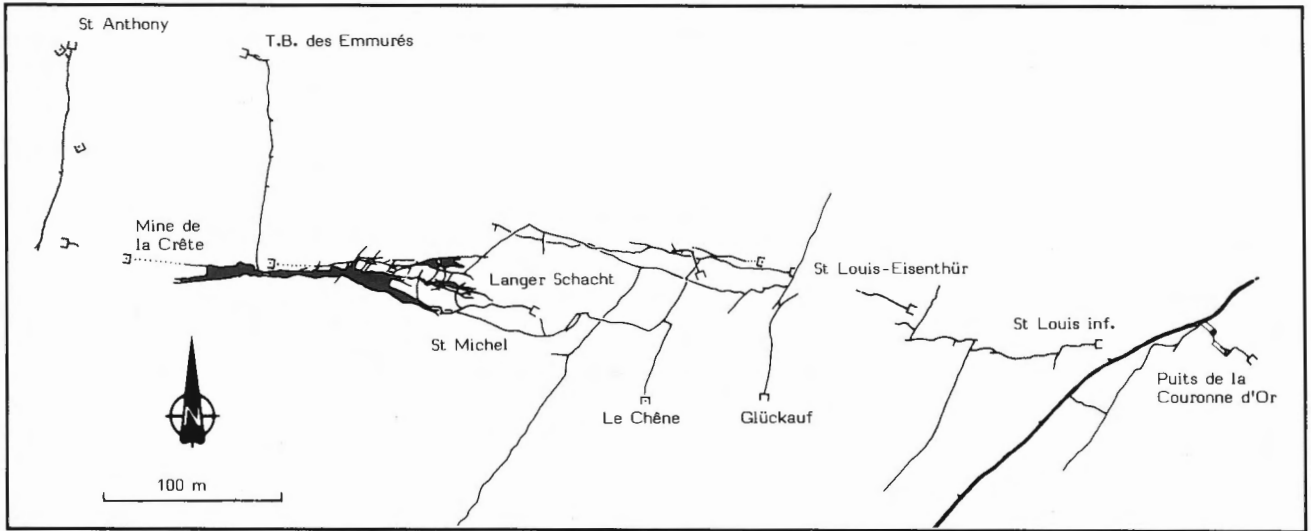 St Anthony
T.B. des Emmurés
Mine de
la Crête
Langer Schacht
St Louis-Eisenthür
St Louis inf.
St Michel
Puits de la
Couronne d'Or
Le Chêne
Glückauf
N
100 m